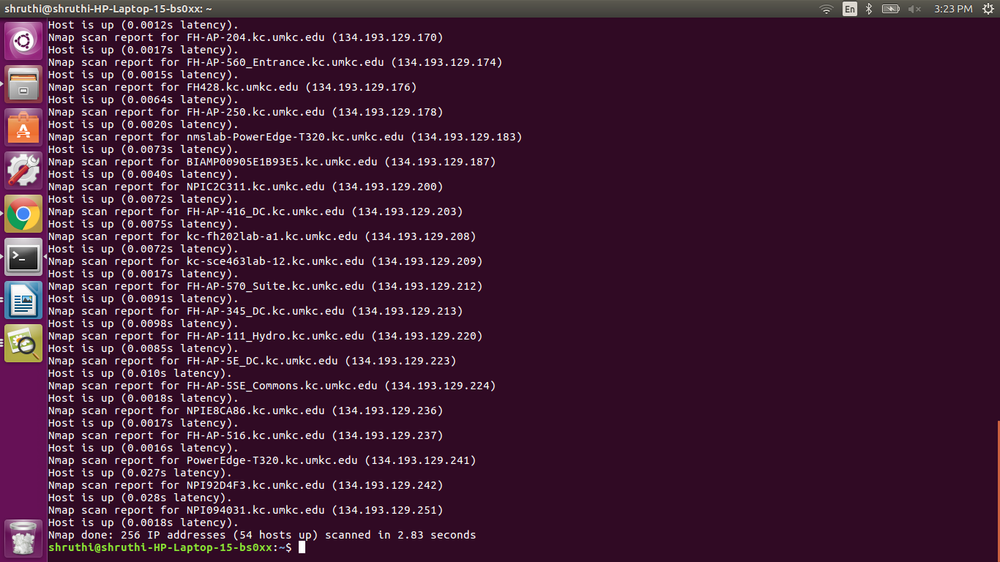 shruthi@shruthi-HP-Laptop-15-bs0xx: ~
En
3:23 PM
Host is up (0.0012s latency).
Nmap scan report for FH-AP-204.kc.umkc.edu (134.193.129.170)
Host is up (0.0017s latency).
Nmap scan report for FH-AP-560_Entrance.kc.umkc.edu (134.193.129.174)
Host is up (0.0015s latency).
Nmap scan report for FH428.kc.umkc.edu (134.193.129.176)
Host is up (0.0064s latency).
Nmap scan report for FH-AP-250.kc.umkc.edu (134.193.129.178)
Host is up (0.0020s latency).
Nmap scan report for nmslab-PowerEdge-T320.kc.umkc.edu (134.193.129.183)
Host is up (0.0073s latency).
Nmap scan report for BIAMP00905E1B93E5.kc.umkc.edu (134.193.129.187)
Host is up (0.0040s latency).
Nmap scan report for NPIC2C311.kc.umkc.edu (134.193.129.200)
Host is up (0.0072s latency).
Nmap scan report for FH-AP-416_DC.kc.umkc.edu (134.193.129.203)
Host is up (0.0075s latency).
Nmap scan report for kc-fh202lab-a1.kc.umkc.edu (134.193.129.208)
Host is up (0.0072s latency).
Nmap scan report for kc-sce463lab-12.kc.umkc.edu (134.193.129.209)
Host is up (0.0017s latency).
Nmap scan report for FH-AP-570_Suite.kc.umkc.edu (134.193.129.212)
Host is up (0.0091s latency).
Nmap scan report for FH-AP-345_DC.kc.umkc.edu (134.193.129.213)
Host is up (0.0098s latency).
Nmap scan report for FH-AP-111_Hydro.kc.umkc.edu (134.193.129.220)
Host is up (0.0085s latency).
Nmap scan report for FH-AP-5E_DC.kc.umkc.edu (134.193.129.223)
Host is up (0.010s latency).
Nmap scan report for FH-AP-5SE_Commons.kc.umkc.edu (134.193.129.224)
Host is up (0.0018s latency).
Nmap scan report for NPIE8CA86.kc.umkc.edu (134.193.129.236)
Host is up (0.0017s latency).
Nmap scan report for FH-AP-516.kc.umkc.edu (134.193.129.237)
Host is up (0.0016s latency).
Nmap scan report for PowerEdge-T320.kc.umkc.edu (134.193.129.241)
Host is up (0.027s latency).
Nmap scan report for NPI92D4F3.kc.umkc.edu (134.193.129.242)
Host is up (0.028s latency).
Nmap scan report for NPI094031.kc.umkc.edu (134.193.129.251)
Host is up (0.0018s latency).
Nmap done: 256 IP addresses (54 hosts up) scanned in 2.83 seconds
shruthi@shruthi-HP-Laptop-15-bs0xx:~$